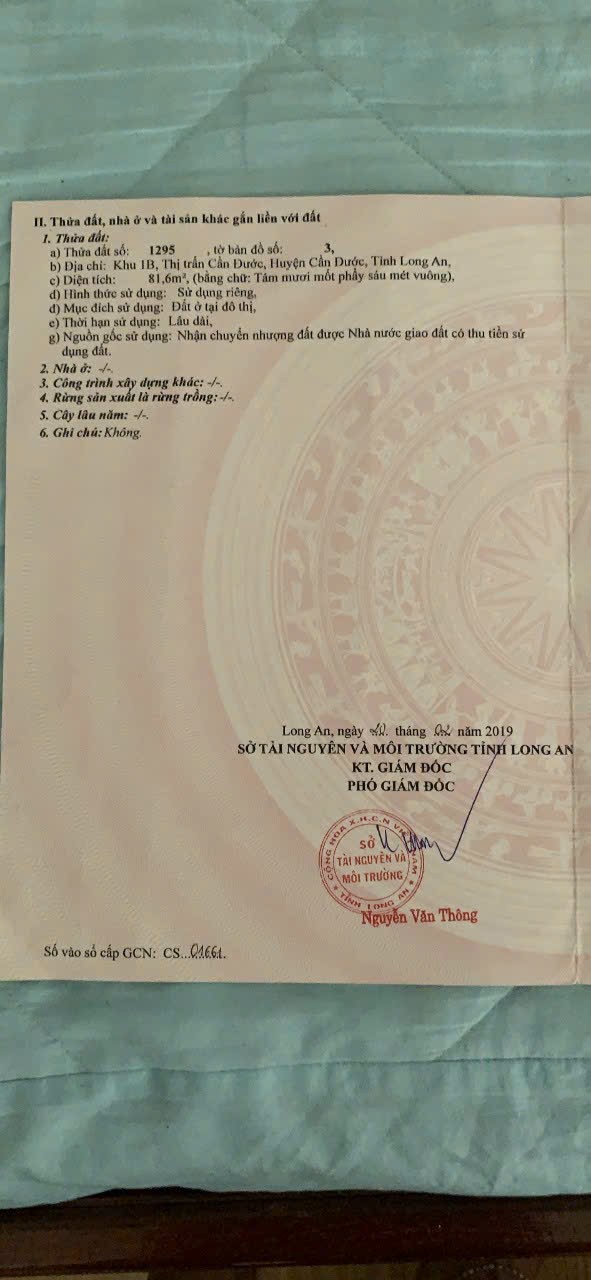 II. Thửa đất, nhà ở và tài sản khác gắn liền với đất
1. Thửa đất:
a) Thửa đất số: 1295 , tờ bản đồ số: 3,
b) Địa chỉ: Khu 1B, Thị trấn Cần Đước, Huyện Cần Đước, Tỉnh Long An,
c) Diện tích: 81,6m², (bằng chữ: Tám mươi mốt phẩy sáu mét vuông),
d) Hình thức sử dụng: Sử dụng riêng,
đ) Mục đích sử dụng: Đất ở tại đô thị,
e) Thời hạn sử dụng: Lâu dài,
g) Nguồn gốc sử dụng: Nhận chuyển nhượng đất được Nhà nước giao đất có thu tiền sử
dụng đất.
2. Nhà ở: -/-.
3. Công trình xây dựng khác: -/-.
4. Rừng sản xuất là rừng trồng: -/-.
5. Cây lâu năm: -/-.
6. Ghi chú: Không.
Long An, ngày tháng 02 năm 2019
SỞ TÀI NGUYÊN VÀ MÔI TRƯỜNG TỈNH LONG AN
KT. GIÁM ĐỐC
PHÓ GIÁM ĐỐC
CỘNG HÒA X.H.C.N VIỆT NAM
SỞ
TÀI NGUYÊN VÀ
MÔI TRƯỜNG
TỈNH LONG AN
Nguyễn Văn Thông
Số vào sổ cấp GCN: CS...01661.